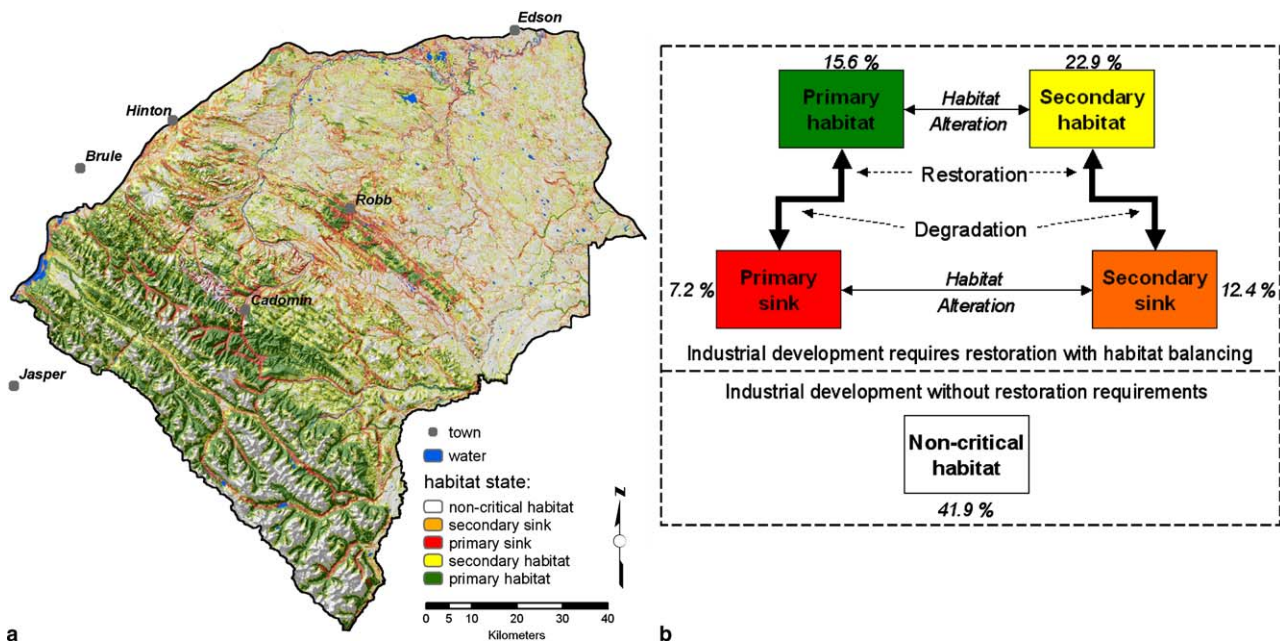 Edson
Hinton
Brule
Robb
Cadomin
Jasper
town
water
habitat state:
non-critical habitat
secondary sink
primary sink
secondary habitat
primary habitat
N
0 5 10 20 30 40
Kilometers
a
15.6 %
22.9 %
Primary
habitat
Habitat
Alteration
Secondary
habitat
Restoration
Degradation
7.2 %
Primary
sink
Habitat
Alteration
Secondary
sink
12.4 %
Industrial development requires restoration with habitat balancing
Industrial development without restoration requirements
Non-critical
habitat
41.9 %
b